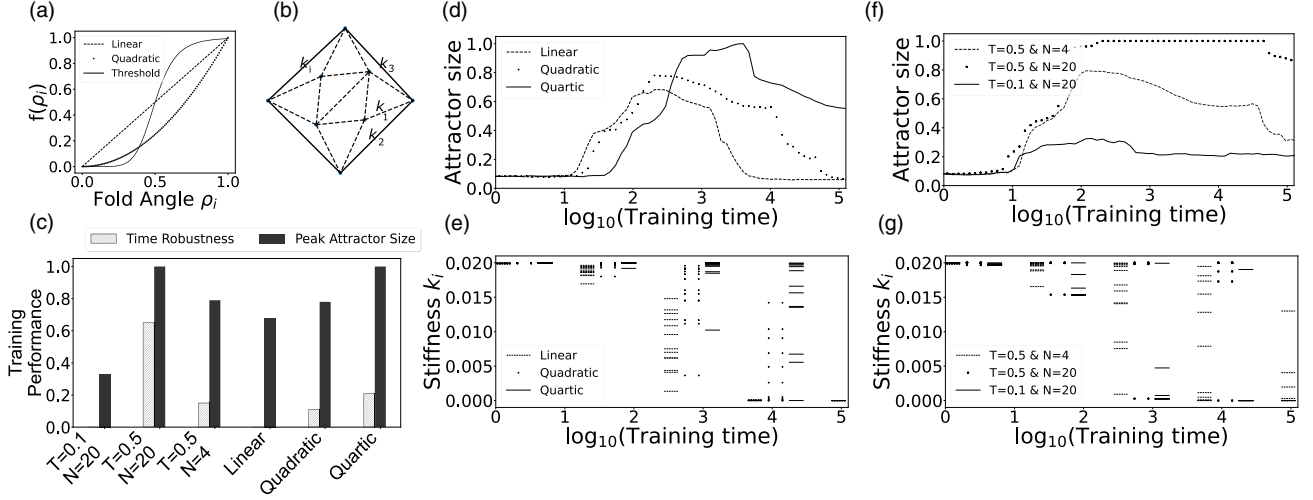 (a)
f(ρi)
1.0
0.8
0.6
0.4
0.2
0.0
Linear
Quadratic
Threshold
0.0 0.5 1.0
Fold Angle ρi
(b)
ki
k3
k1
k2
(c)
Time Robustness Peak Attractor Size
Training
Performance
1.0
0.8
0.6
0.4
0.2
0.0
T=0.1
N=20
T=0.5
N=20
T=0.5
N=4
Linear
Quadratic
Quartic
(d)
Attractor size
1.0
0.8
0.6
0.4
0.2
0.0
Linear
Quadratic
Quartic
0 1 2 3 4 5
log10(Training time)
(e)
Stiffness ki
0.020
0.015
0.010
0.005
0.000
Linear
Quadratic
Quartic
0 1 2 3 4 5
log10(Training time)
(f)
Attractor size
1.0
0.8
0.6
0.4
0.2
0.0
T=0.5 & N=4
T=0.5 & N=20
T=0.1 & N=20
0 1 2 3 4 5
log10(Training time)
(g)
Stiffness ki
0.020
0.015
0.010
0.005
0.000
T=0.5 & N=4
T=0.5 & N=20
T=0.1 & N=20
0 1 2 3 4 5
log10(Training time)